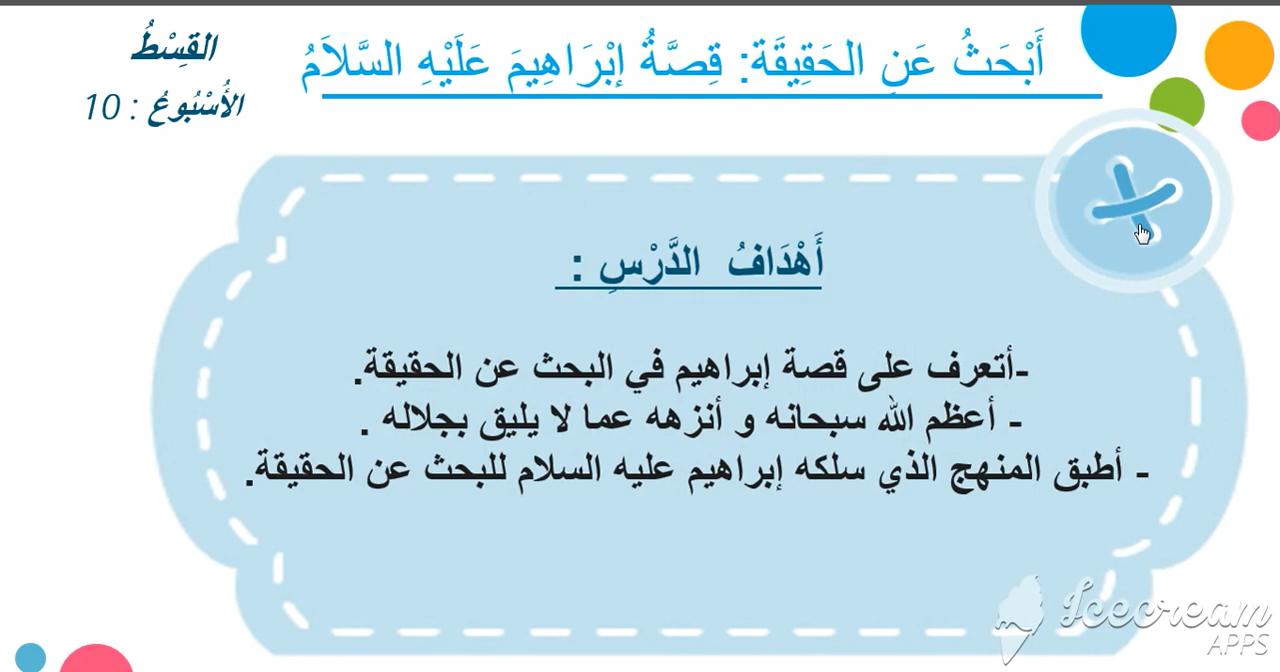 أَبْحَثُ عَنِ الحَقِيقَة: قِصَّةُ إِبْرَاهِيمَ عَلَيْهِ السَّلاَمُ
القِسْطُ
الأُسْبُوعُ : 10
أَهْدَافُ الدَّرْسِ :
-أتعرف على قصة إبراهيم في البحث عن الحقيقة.
- أعظم الله سبحانه و أنزهه عما لا يليق بجلاله .
- أطبق المنهج الذي سلكه إبراهيم عليه السلام للبحث عن الحقيقة.
Icecream
APPS